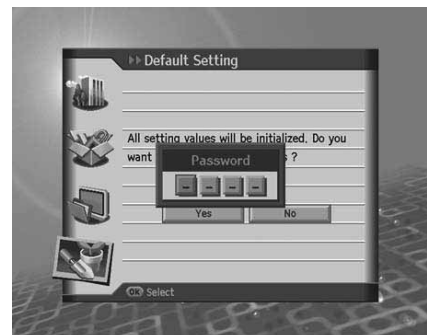 Default Setting
All setting values will be initialized. Do you
want s ?
Password
- - - -
Yes No
OK Select